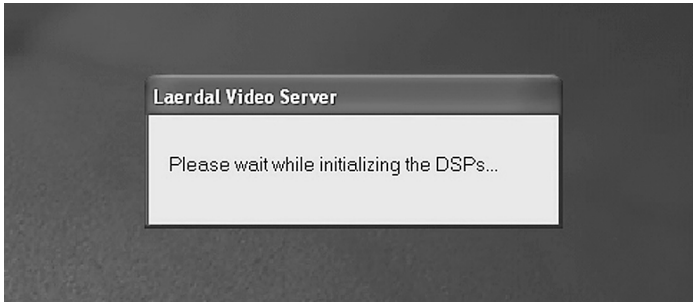 Laerdal Video Server
Please wait while initializing the DSPs...